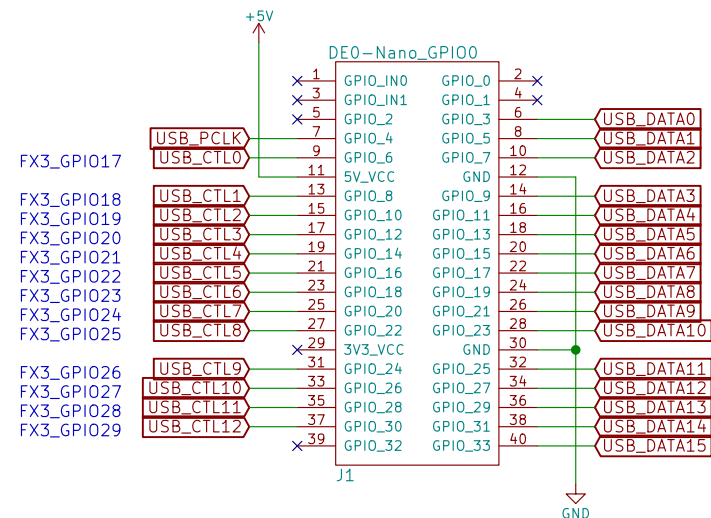 +5V
DE0-Nano_GPIO0
1 GPIO_IN0 GPIO_0 2
3 GPIO_IN1 GPIO_1 4
5 GPIO_2 GPIO_3 6 USB_DATA0
USB_PCLK 7 GPIO_4 GPIO_5 8 USB_DATA1
FX3_GPIO17 USB_CTL0 9 GPIO_6 GPIO_7 10 USB_DATA2
11 5V_VCC GND 12
FX3_GPIO18 USB_CTL1 13 GPIO_8 GPIO_9 14 USB_DATA3
FX3_GPIO19 USB_CTL2 15 GPIO_10 GPIO_11 16 USB_DATA4
FX3_GPIO20 USB_CTL3 17 GPIO_12 GPIO_13 18 USB_DATA5
FX3_GPIO21 USB_CTL4 19 GPIO_14 GPIO_15 20 USB_DATA6
FX3_GPIO22 USB_CTL5 21 GPIO_16 GPIO_17 22 USB_DATA7
FX3_GPIO23 USB_CTL6 23 GPIO_18 GPIO_19 24 USB_DATA8
FX3_GPIO24 USB_CTL7 25 GPIO_20 GPIO_21 26 USB_DATA9
FX3_GPIO25 USB_CTL8 27 GPIO_22 GPIO_23 28 USB_DATA10
29 3V3_VCC GND 30
FX3_GPIO26 USB_CTL9 31 GPIO_24 GPIO_25 32 USB_DATA11
FX3_GPIO27 USB_CTL10 33 GPIO_26 GPIO_27 34 USB_DATA12
FX3_GPIO28 USB_CTL11 35 GPIO_28 GPIO_29 36 USB_DATA13
FX3_GPIO29 USB_CTL12 37 GPIO_30 GPIO_31 38 USB_DATA14
39 GPIO_32 GPIO_33 40 USB_DATA15
J1
GND